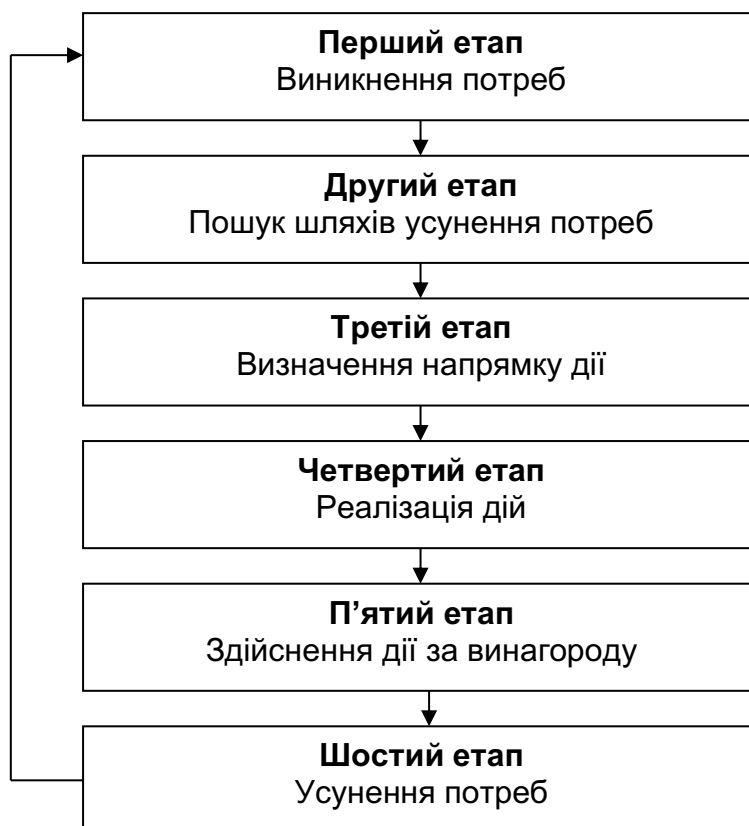 Перший етап
Виникнення потреб
Другий етап
Пошук шляхів усунення потреб
Третій етап
Визначення напрямку дії
Четвертий етап
Реалізація дій
П’ятий етап
Здійснення дії за винагороду
Шостий етап
Усунення потреб